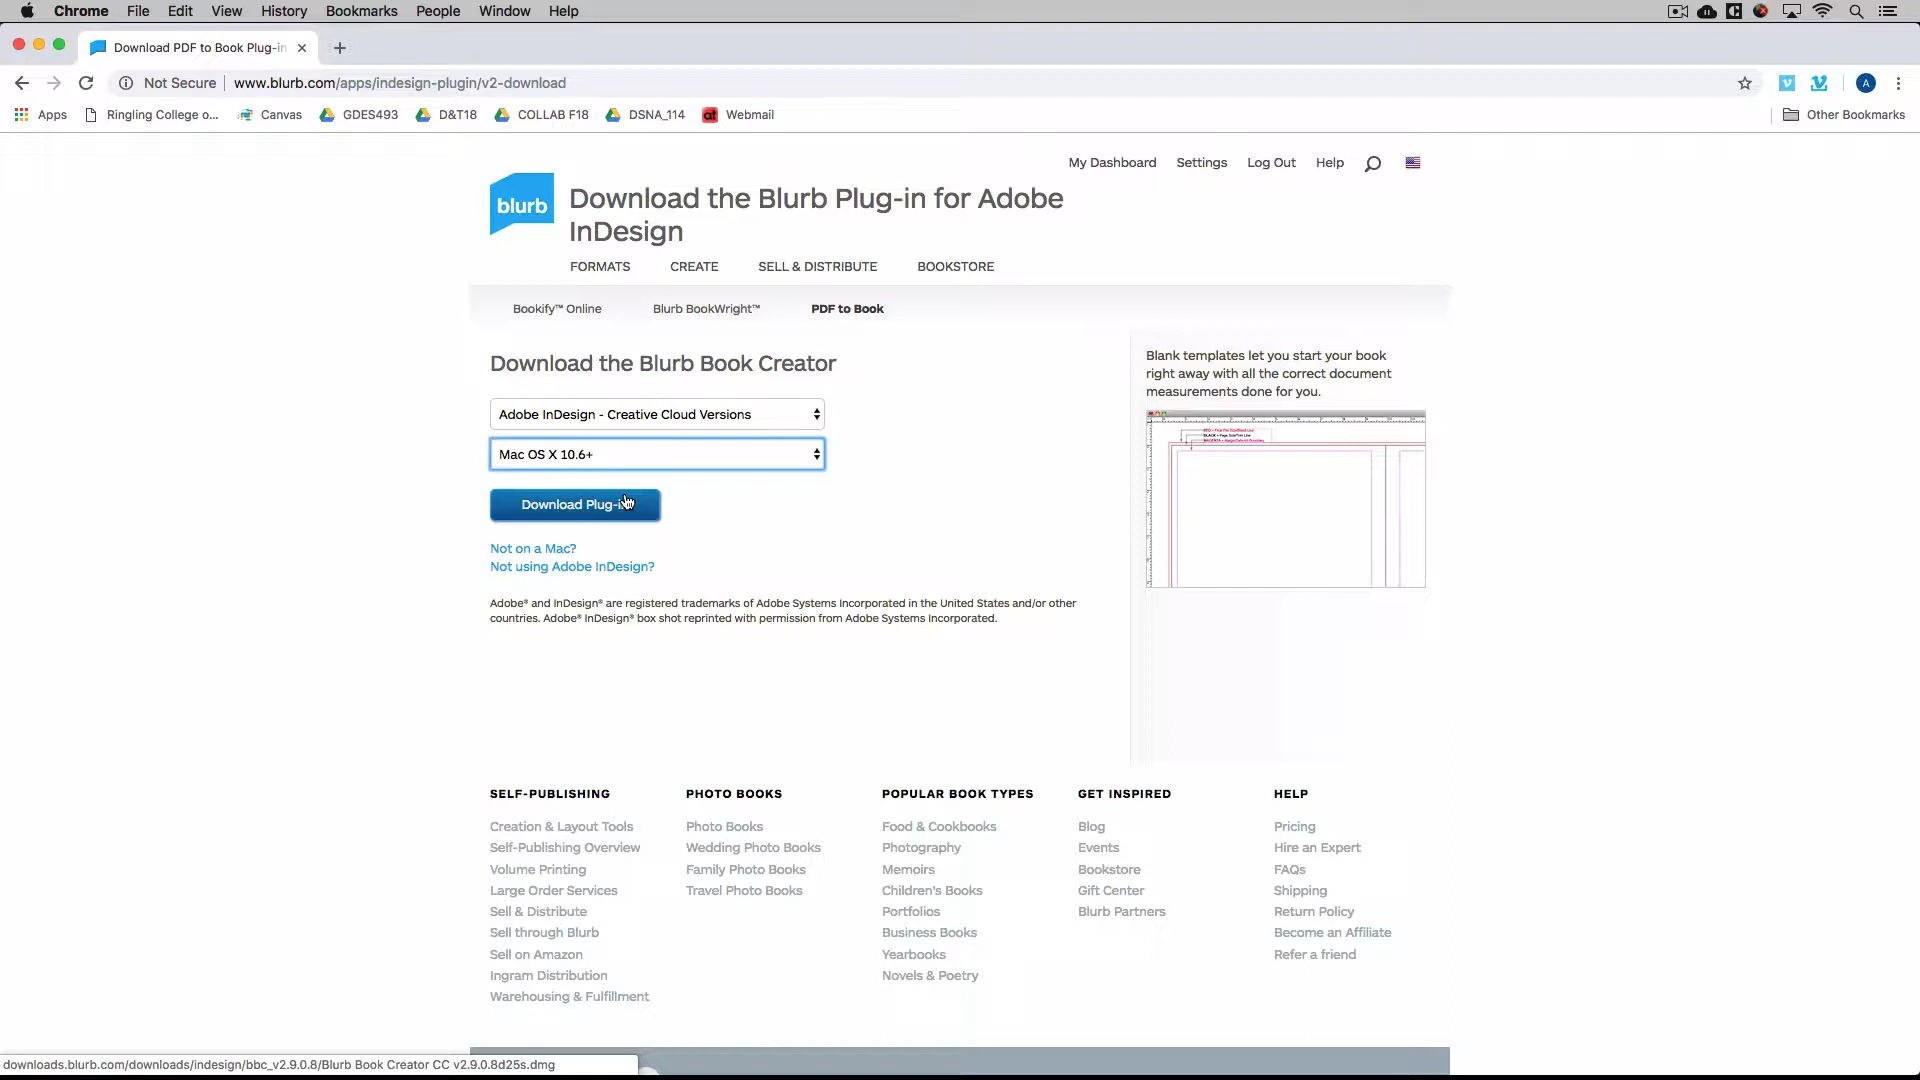 Chrome File Edit View History Bookmarks People Window Help
Download PDF to Book Plug-in
Not Secure www.blurb.com/apps/indesign-plugin/v2-download
A
Apps Ringling College o... Canvas GDES493 D&T18 COLLAB F18 DSNA_114 Webmail Other Bookmarks
My Dashboard Settings Log Out Help
blurb
Download the Blurb Plug-in for Adobe
InDesign
FORMATS CREATE SELL & DISTRIBUTE BOOKSTORE
Bookify™ Online Blurb BookWright™ PDF to Book
Download the Blurb Book Creator
Adobe InDesign - Creative Cloud Versions
Mac OS X 10.6+
Download Plug-in
Not on a Mac?
Not using Adobe InDesign?
Adobe® and InDesign® are registered trademarks of Adobe Systems Incorporated in the United States and/or other
countries. Adobe® InDesign® box shot reprinted with permission from Adobe Systems Incorporated.
Blank templates let you start your book
right away with all the correct document
measurements done for you.
SELF-PUBLISHING
Creation & Layout Tools
Self-Publishing Overview
Volume Printing
Large Order Services
Sell & Distribute
Sell through Blurb
Sell on Amazon
Ingram Distribution
Warehousing & Fulfillment
PHOTO BOOKS
Photo Books
Wedding Photo Books
Family Photo Books
Travel Photo Books
POPULAR BOOK TYPES
Food & Cookbooks
Photography
Memoirs
Children's Books
Portfolios
Business Books
Yearbooks
Novels & Poetry
GET INSPIRED
Blog
Events
Bookstore
Gift Center
Blurb Partners
HELP
Pricing
Hire an Expert
FAQs
Shipping
Return Policy
Become an Affiliate
Refer a friend
downloads.blurb.com/downloads/indesign/bbc_v2.9.0.8/Blurb Book Creator CC v2.9.0.8d25s.dmg